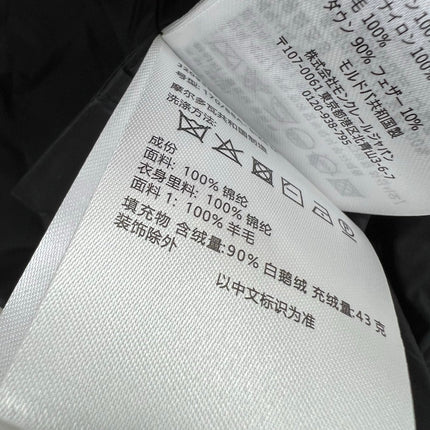 毛 100%
ナイロン 100%
タウン 90% フェザー 10%
モルドバ共和国製
株式会社モンクレール・ジャパン
〒107-0061 東京都港区北青山3-6-7
0120-938-795
摩尔多瓦共和国制造
洗涤方法:
成份
面料: 100% 锦纶
衣身里料: 100% 锦纶
面料 1: 100% 羊毛
填充物 含绒量:90% 白鹅绒 充绒量:43 克
装饰除外
以中文标识为准